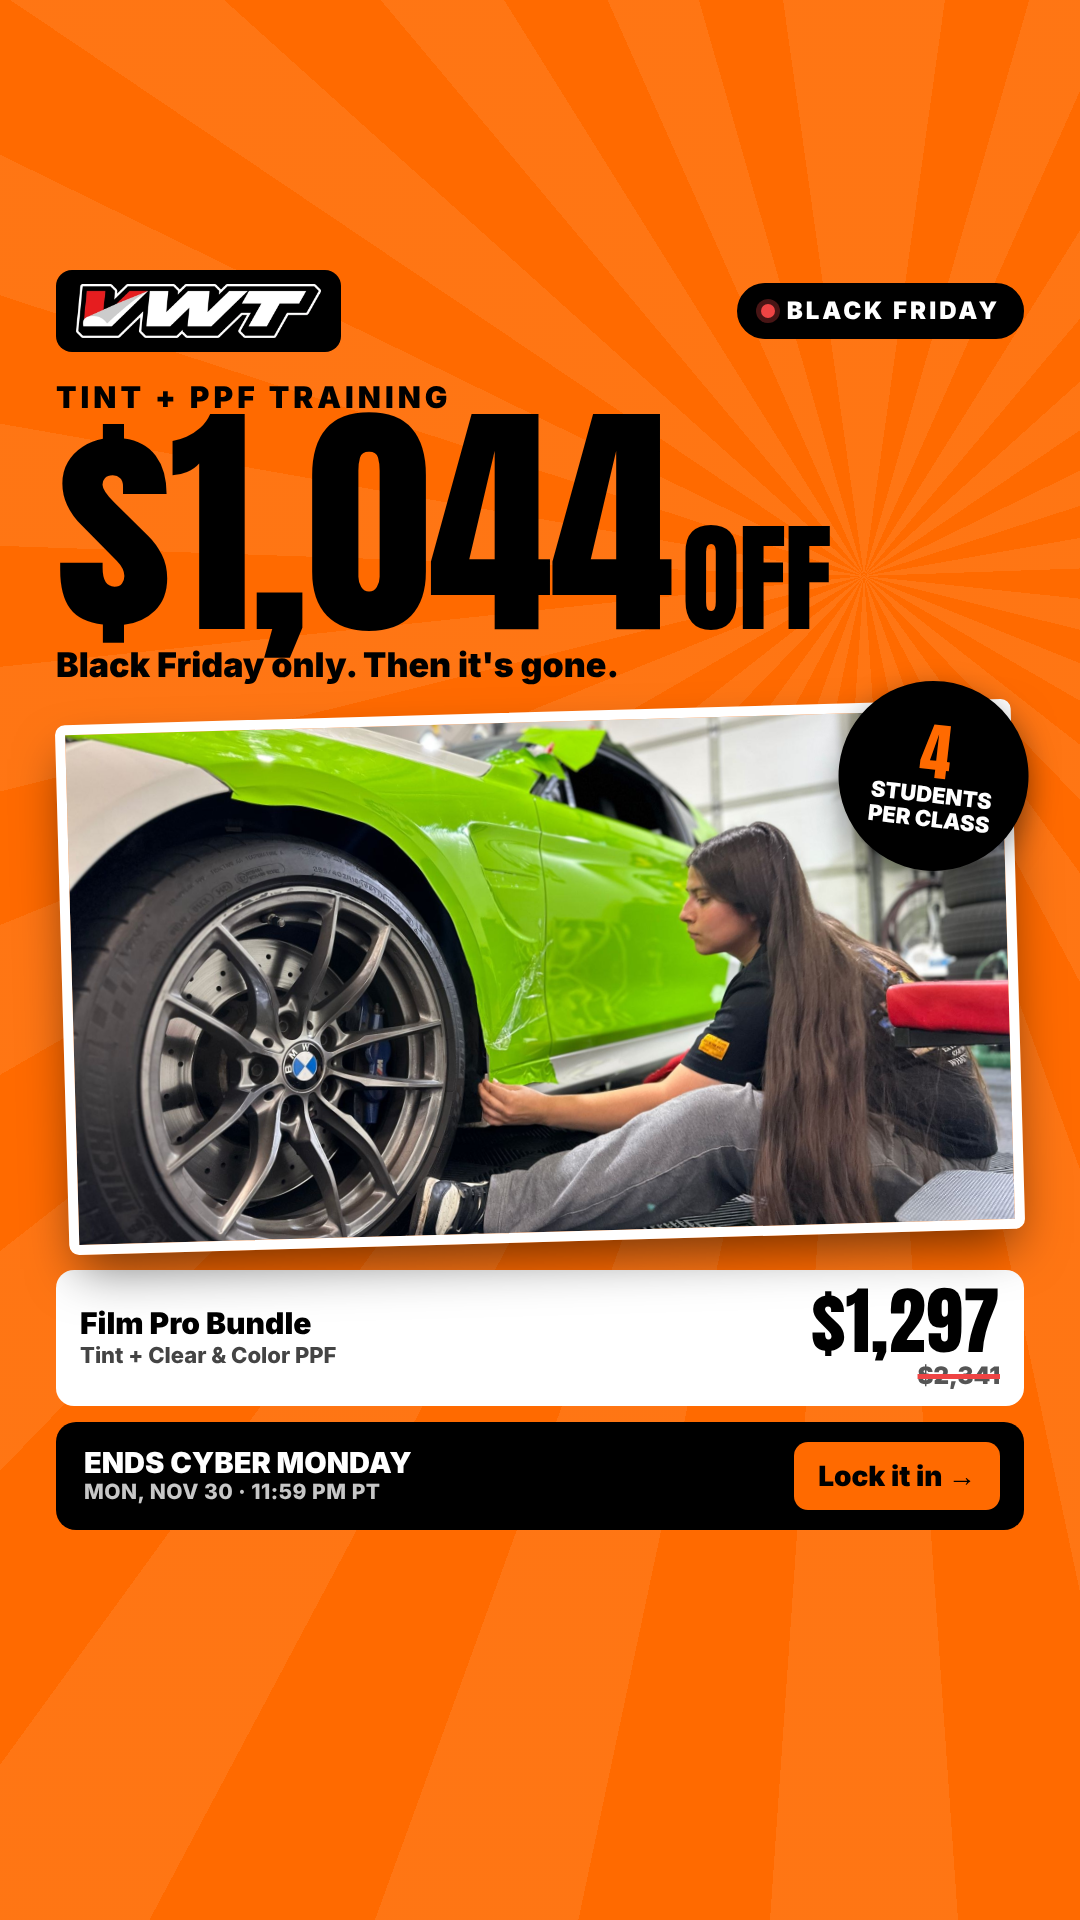 VWT
BLACK FRIDAY
TINT + PPF TRAINING
$1,044 OFF
Black Friday only. Then it's gone.
4
STUDENTS
PER CLASS
BMW
Film Pro Bundle
Tint + Clear & Color PPF
$1,297
$2,341
ENDS CYBER MONDAY
MON, NOV 30 · 11:59 PM PT
Lock it in →